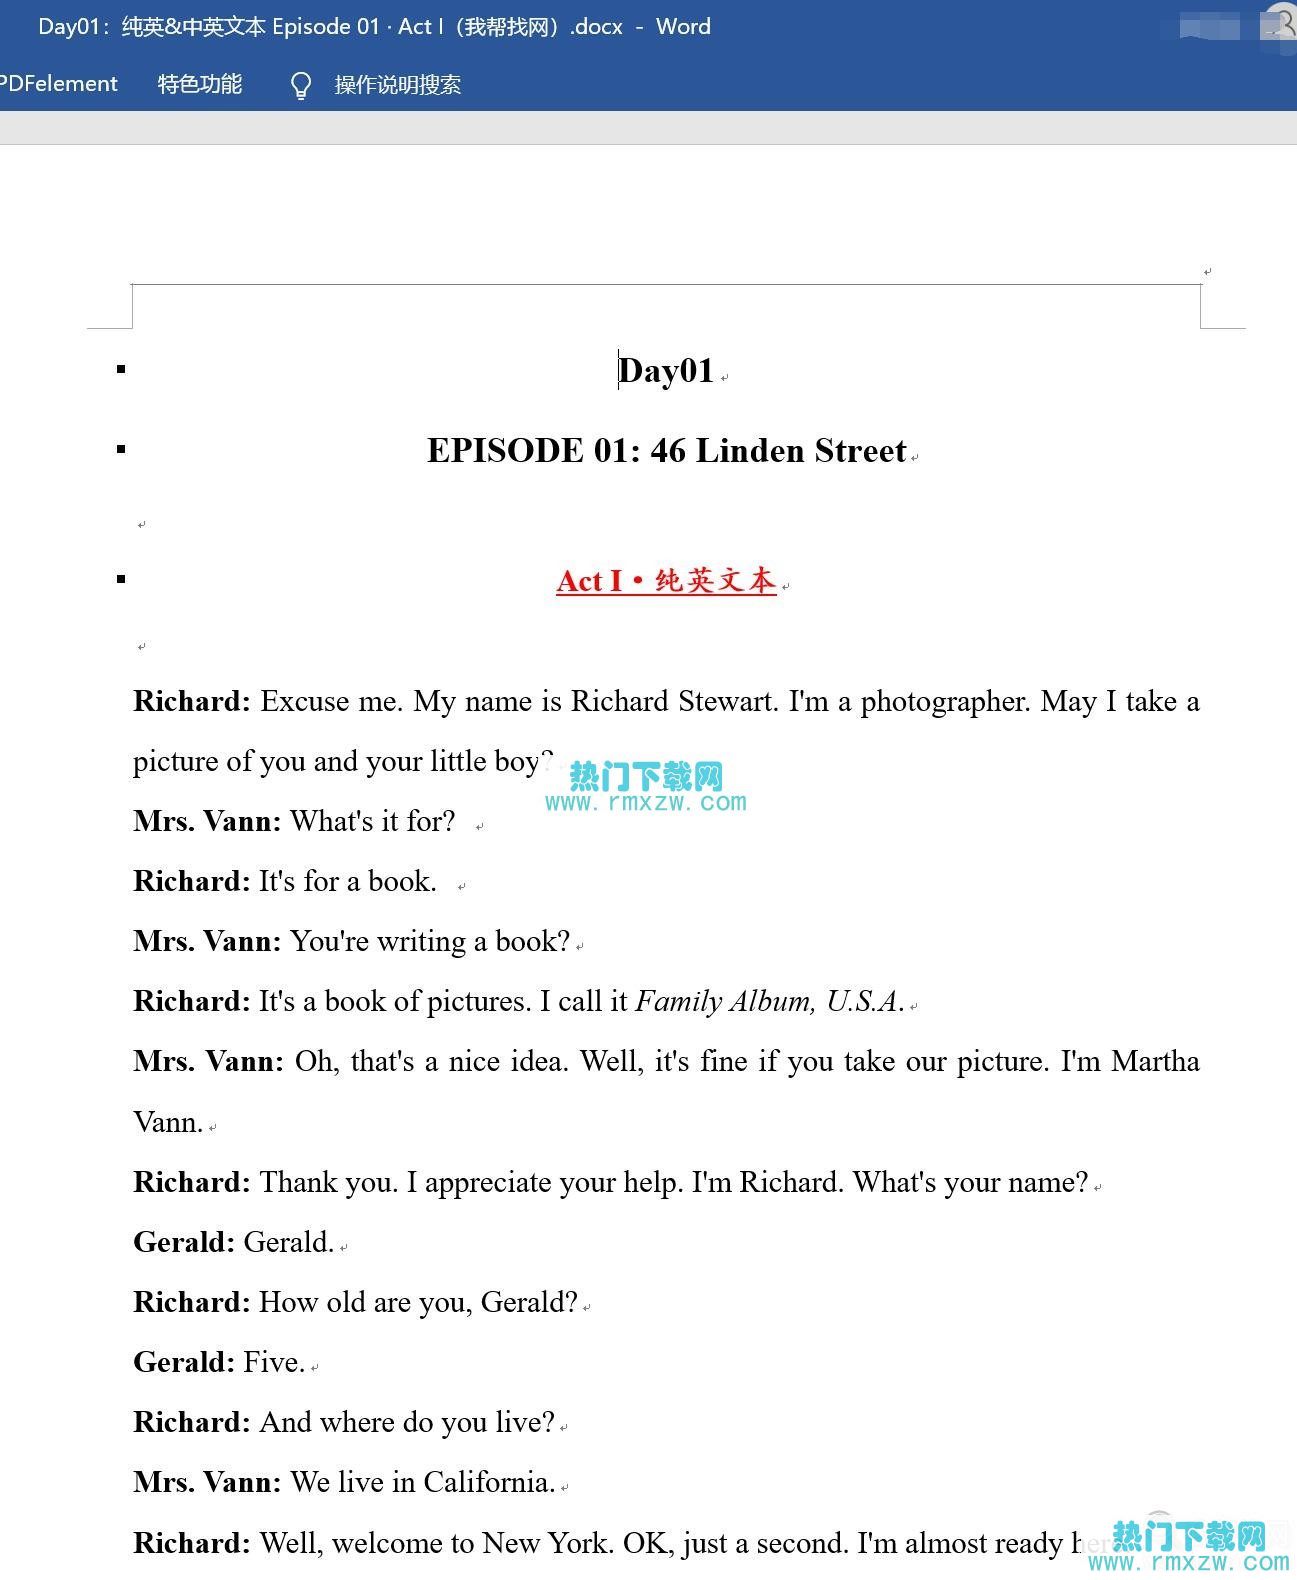 Day01：纯英&中英文本 Episode 01 · Act I（我帮找网）.docx - Word
PDFelement 特色功能 操作说明搜索
Day01
EPISODE 01: 46 Linden Street
Act I • 纯英文本
Richard: Excuse me. My name is Richard Stewart. I'm a photographer. May I take a
picture of you and your little boy?
热门下载网
www.rmxzw.com
Mrs. Vann: What's it for?
Richard: It's for a book.
Mrs. Vann: You're writing a book?
Richard: It's a book of pictures. I call it Family Album, U.S.A.
Mrs. Vann: Oh, that's a nice idea. Well, it's fine if you take our picture. I'm Martha
Vann.
Richard: Thank you. I appreciate your help. I'm Richard. What's your name?
Gerald: Gerald.
Richard: How old are you, Gerald?
Gerald: Five.
Richard: And where do you live?
Mrs. Vann: We live in California.
Richard: Well, welcome to New York. OK, just a second. I'm almost ready here
热门下载网
www.rmxzw.com